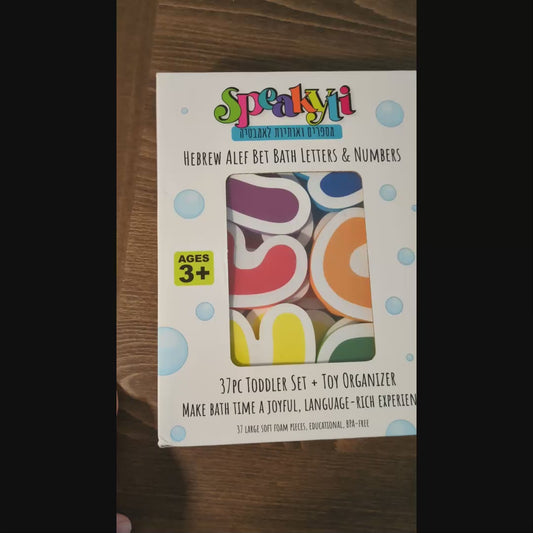 Speakyti
מספרים ואותיות לאמבטיה
HEBREW ALEF BET BATH LETTERS & NUMBERS
AGES
3+
37PC TODDLER SET + TOY ORGANIZER
MAKE BATH TIME A JOYFUL, LANGUAGE-RICH EXPERIEN
37 LARGE SOFT FOAM PIECES, EDUCATIONAL, BPA-FREE